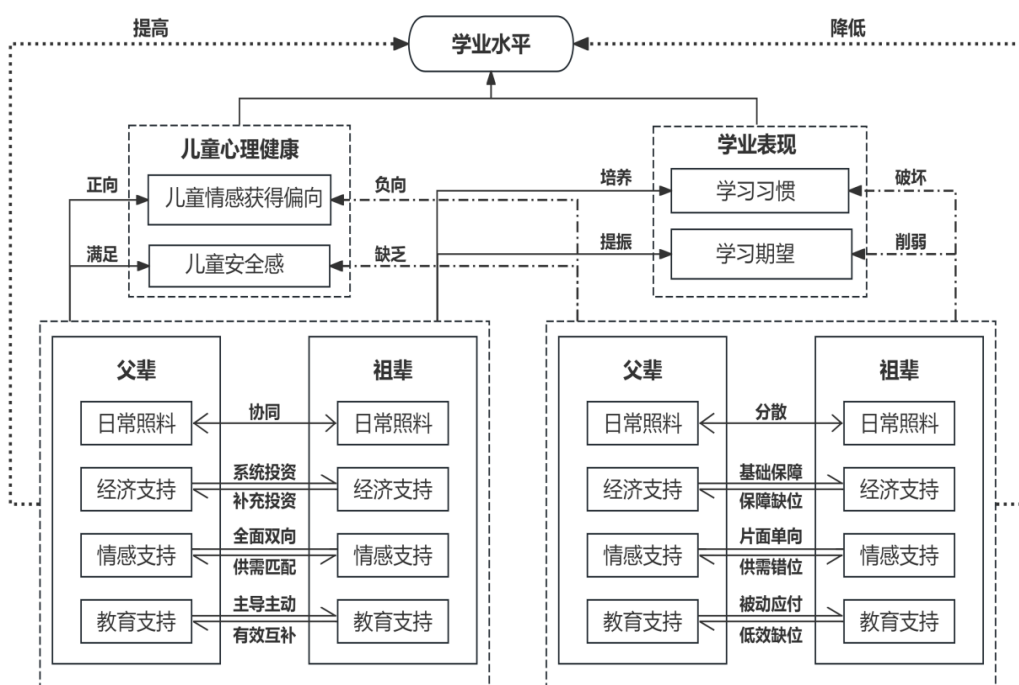 提高
学业水平
降低
儿童心理健康
学业表现
正向
儿童情感获得偏向
负向
培养
学习习惯
破坏
满足
儿童安全感
缺乏
提振
学习期望
削弱
父辈
祖辈
日常照料
协同
日常照料
经济支持
系统投资
补充投资
经济支持
情感支持
全面双向
供需匹配
情感支持
教育支持
主导主动
有效互补
教育支持
父辈
祖辈
日常照料
分散
日常照料
经济支持
基础保障
保障缺位
经济支持
情感支持
片面单向
供需错位
情感支持
教育支持
被动应付
低效缺位
教育支持